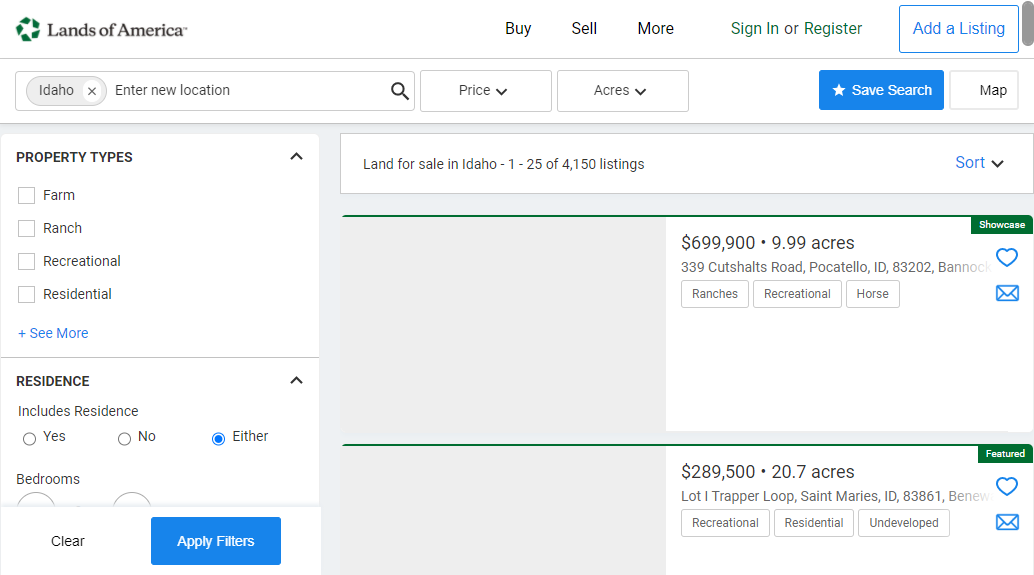 Lands of America
Buy
Sell
More
Sign In or Register
Add a Listing
Idaho
Enter new location
Price
Acres
Save Search
Map
PROPERTY TYPES
Farm
Ranch
Recreational
Residential
+ See More
RESIDENCE
Includes Residence
Yes
No
Either
Bedrooms
Clear
Apply Filters
Land for sale in Idaho - 1 - 25 of 4,150 listings
Sort
Showcase
$699,900 • 9.99 acres
339 Cutshalts Road, Pocatello, ID, 83202, Bannock
Ranches
Recreational
Horse
Featured
$289,500 • 20.7 acres
Lot I Trapper Loop, Saint Maries, ID, 83861, Benew
Recreational
Residential
Undeveloped